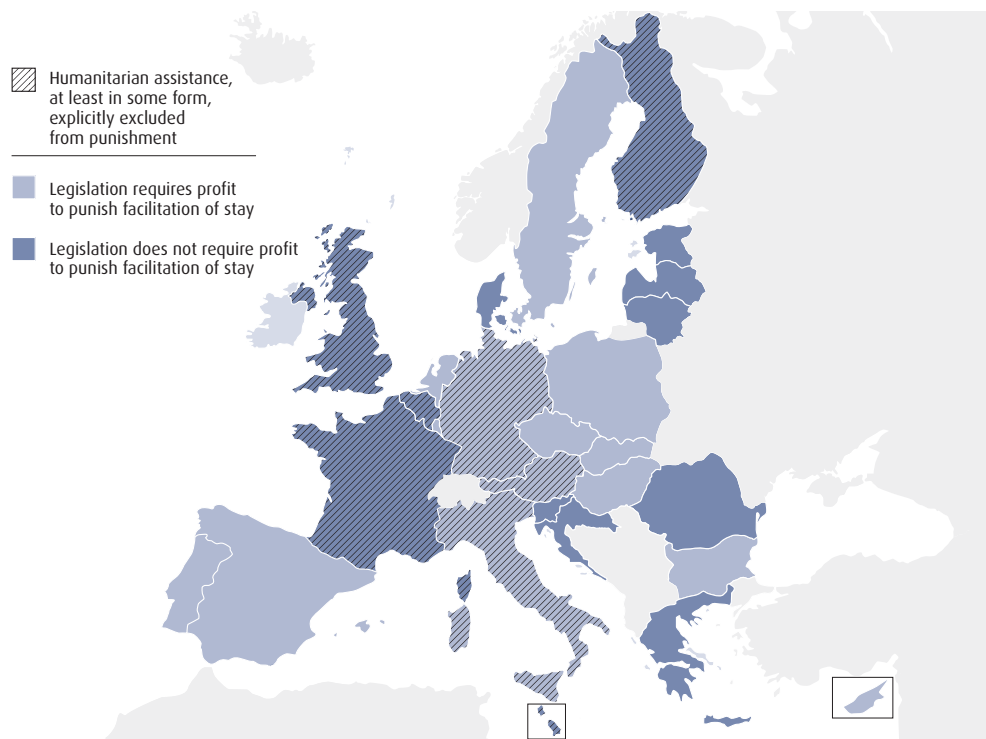 Humanitarian assistance,
at least in some form,
explicitly excluded
from punishment
Legislation requires profit
to punish facilitation of stay
Legislation does not require profit
to punish facilitation of stay